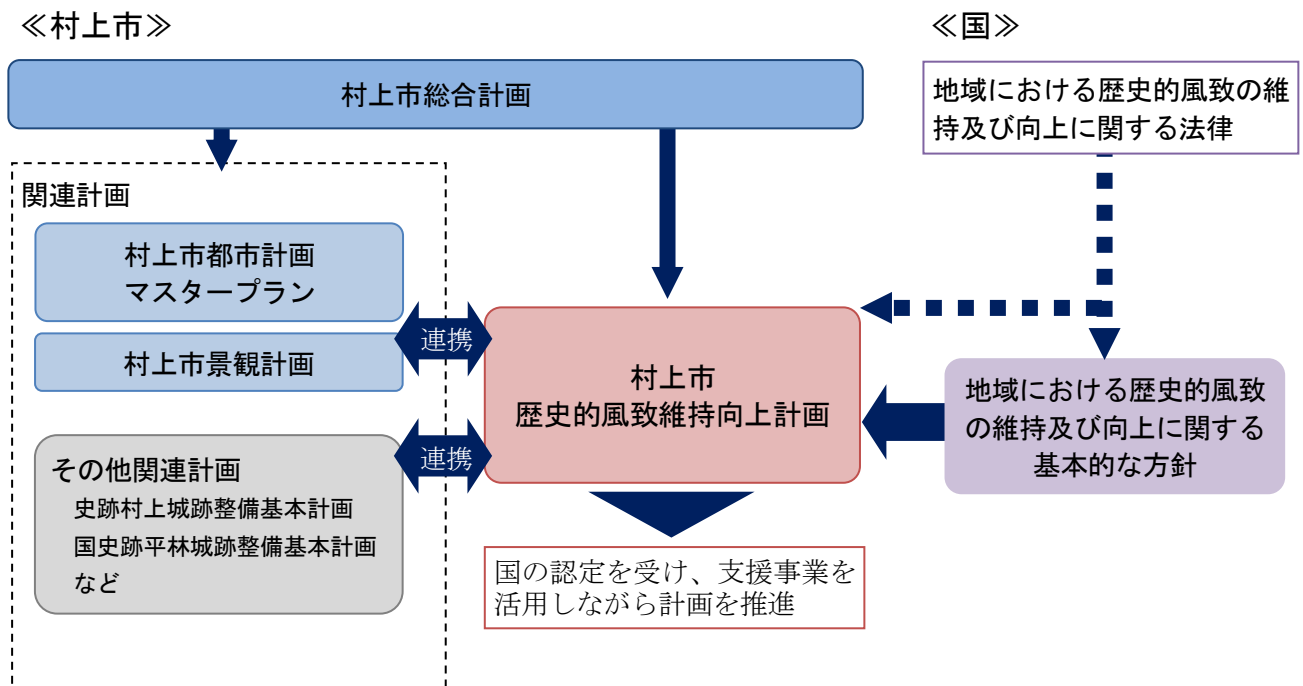 ≪村上市≫
≪国≫
村上市総合計画
地域における歴史的風致の維
持及び向上に関する法律
関連計画
村上市都市計画
マスタープラン
村上市景観計画
連携
村上市
歴史的風致維持向上計画
地域における歴史的風致
の維持及び向上に関する
基本的な方針
その他関連計画
史跡村上城跡整備基本計画
国史跡平林城跡整備基本計画
など
連携
国の認定を受け、支援事業を
活用しながら計画を推進